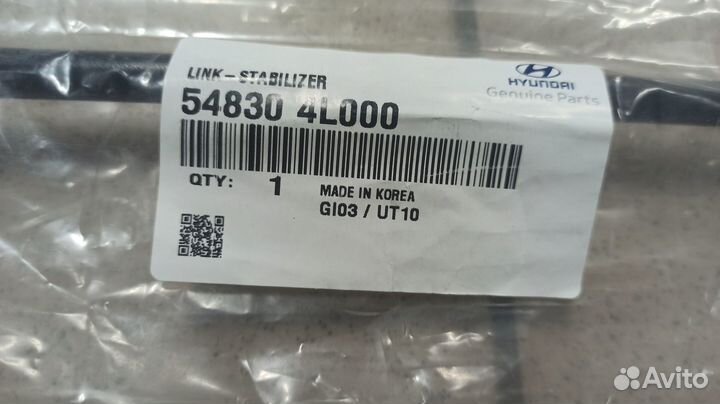 LINK-STABILIZER
HYUNDAI
Genuine Parts
54830 4L000
QTY: 1
MADE IN KOREA
GI03 / UT10
Avito